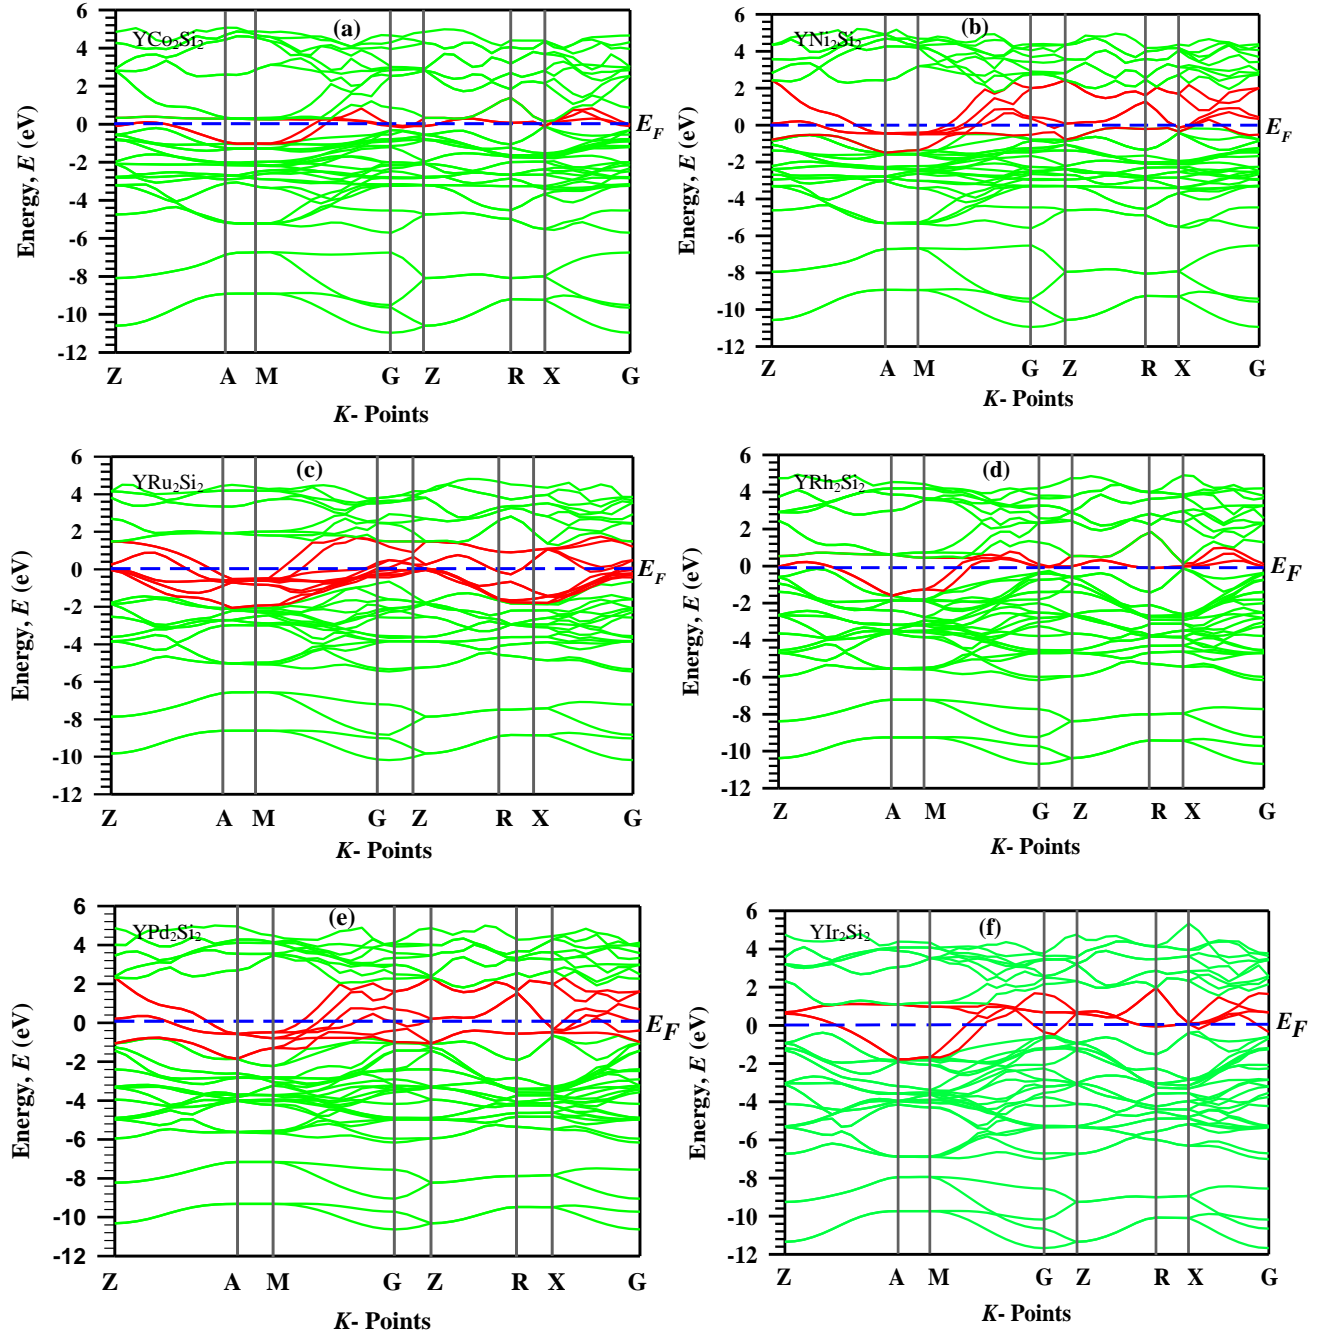 YCo₂Si₂
(a)
6
4
2
0
-2
-4
-6
-8
-10
-12
Energy, E (eV)
E_F
Z A M G Z R X G
K- Points
YNi₂Si₂
(b)
6
4
2
0
-2
-4
-6
-8
-10
-12
Energy, E (eV)
E_F
Z A M G Z R X G
K- Points
YRu₂Si₂
(c)
6
4
2
0
-2
-4
-6
-8
-10
-12
Energy, E (eV)
E_F
Z A M G Z R X G
K- Points
YRh₂Si₂
(d)
6
4
2
0
-2
-4
-6
-8
-10
-12
Energy, E (eV)
E_F
Z A M G Z R X G
K- Points
YPd₂Si₂
(e)
6
4
2
0
-2
-4
-6
-8
-10
-12
Energy, E (eV)
E_F
Z A M G Z R X G
K- Points
YIr₂Si₂
(f)
6
4
2
0
-2
-4
-6
-8
-10
-12
Energy, E (eV)
E_F
Z A M G Z R X G
K- Points